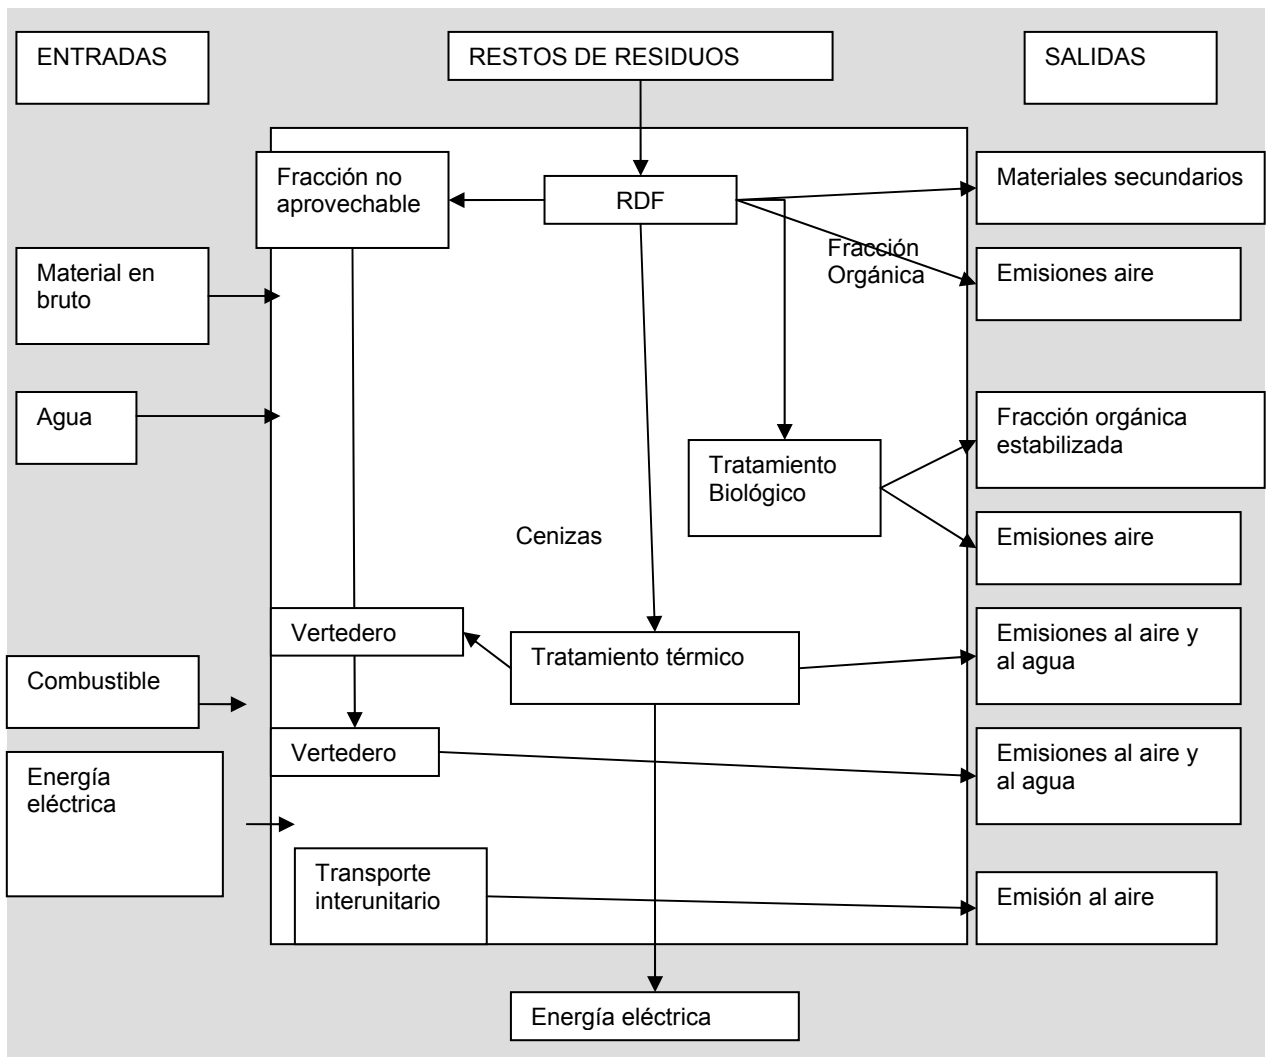 ENTRADAS
RESTOS DE RESIDUOS
SALIDAS
Fracción no
aprovechable
RDF
Materiales secundarios
Fracción
Orgánica
Material en
bruto
Emisiones aire
Agua
Fracción orgánica
estabilizada
Tratamiento
Biológico
Cenizas
Emisiones aire
Vertedero
Tratamiento térmico
Emisiones al aire y
al agua
Combustible
Vertedero
Emisiones al aire y
al agua
Energía
eléctrica
Transporte
interunitario
Emisión al aire
Energía eléctrica